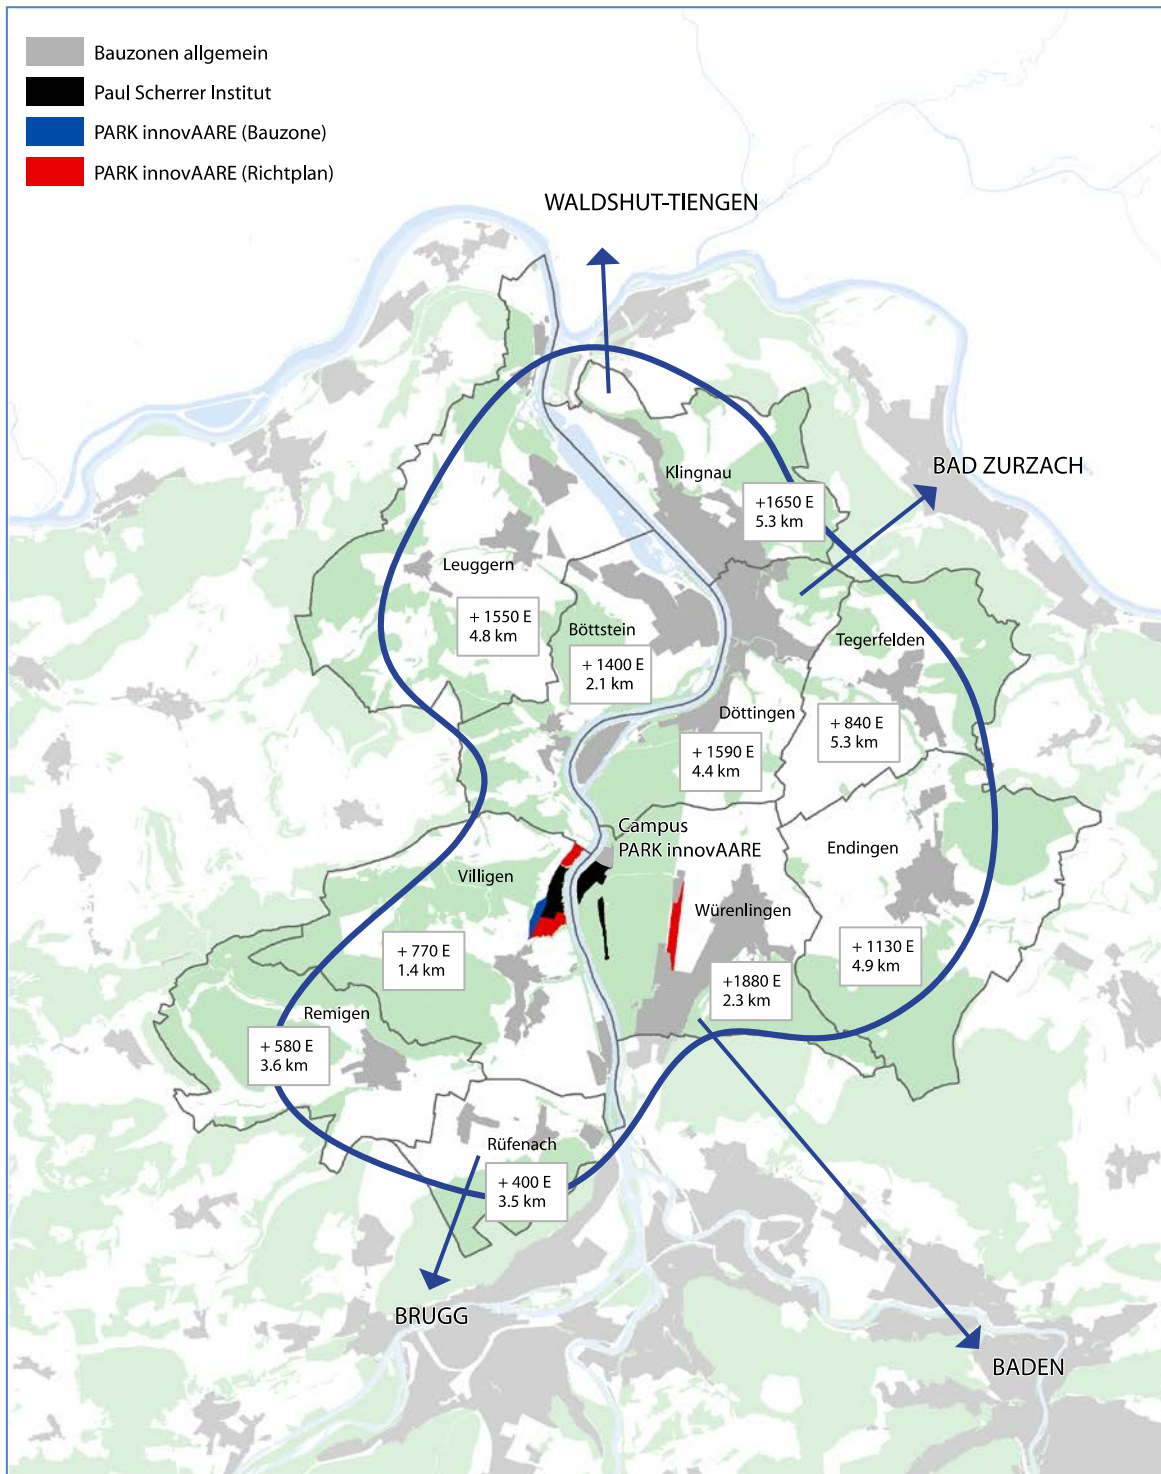 Bauzonen allgemein
Paul Scherrer Institut
PARK innovAARE (Bauzone)
PARK innovAARE (Richtplan)
WALDSHUT-TIENGEN
BAD ZURZACH
Klingnau
+1650 E
5.3 km
Leuggern
+ 1550 E
4.8 km
Böttstein
+ 1400 E
2.1 km
Tegerfelden
+ 840 E
5.3 km
Döttingen
+ 1590 E
4.4 km
Campus
PARK innovAARE
Endingen
+ 1130 E
4.9 km
Villigen
+ 770 E
1.4 km
Würenlingen
+1880 E
2.3 km
Remigen
+ 580 E
3.6 km
Rüfenach
+ 400 E
3.5 km
BRUGG
BADEN